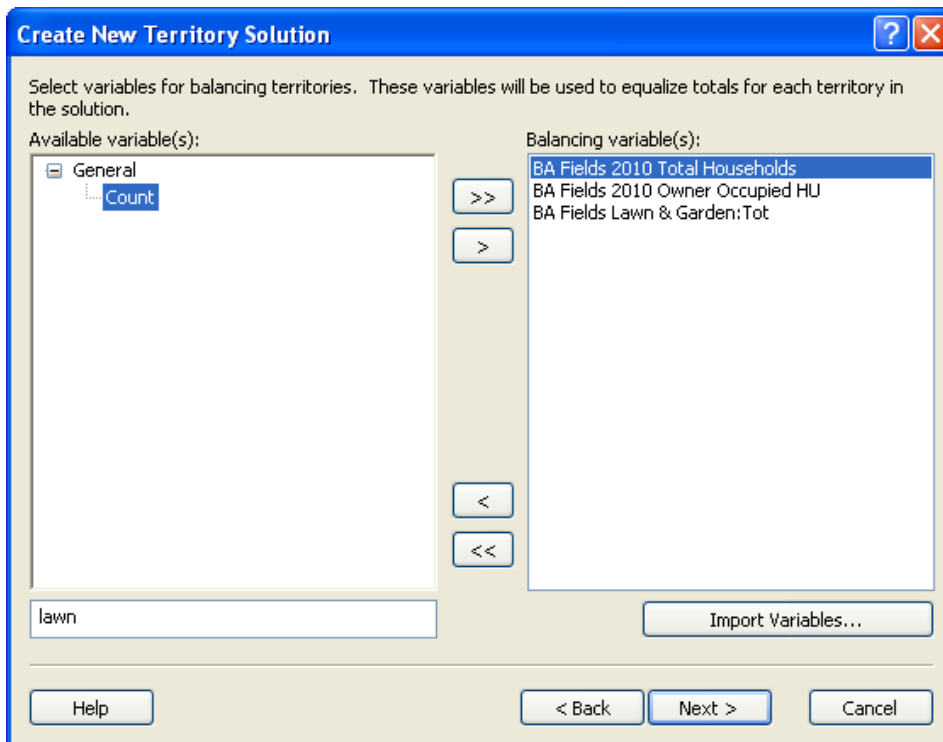 Create New Territory Solution
?
Select variables for balancing territories. These variables will be used to equalize totals for each territory in
the solution.
Available variable(s):
Balancing variable(s):
General
Count
>>
>
<
<<
BA Fields 2010 Total Households
BA Fields 2010 Owner Occupied HU
BA Fields Lawn & Garden:Tot
lawn
Import Variables...
Help
< Back
Next >
Cancel